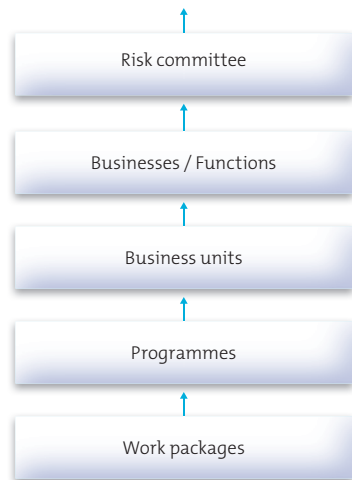 Risk committee
Businesses / Functions
Business units
Programmes
Work packages